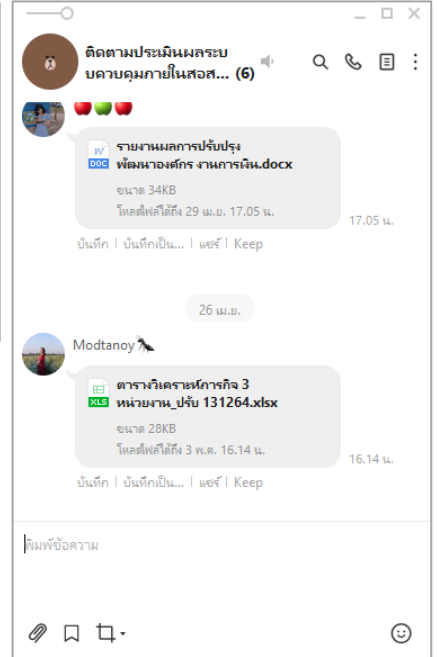 ติดตามประเมินผลระบ
บควบคุมภายในสอส... (6)
W
DOC
รายงานผลการปรับปรุง
พัฒนาองค์กร งานการเงิน.docx
ขนาด 34KB
โหลดไฟล์ได้ถึง 29 เม.ย. 17.05 น.
17.05 น.
บันทึก | บันทึกเป็น... | แชร์ | Keep
26 เม.ย.
Modtanoy🐜
XLS
ตารางวิเคราะห์ภารกิจ 3
หน่วยงาน_ปรับ 131264.xlsx
ขนาด 28KB
โหลดไฟล์ได้ถึง 3 พ.ค. 16.14 น.
16.14 น.
บันทึก | บันทึกเป็น... | แชร์ | Keep
พิมพ์ข้อความ